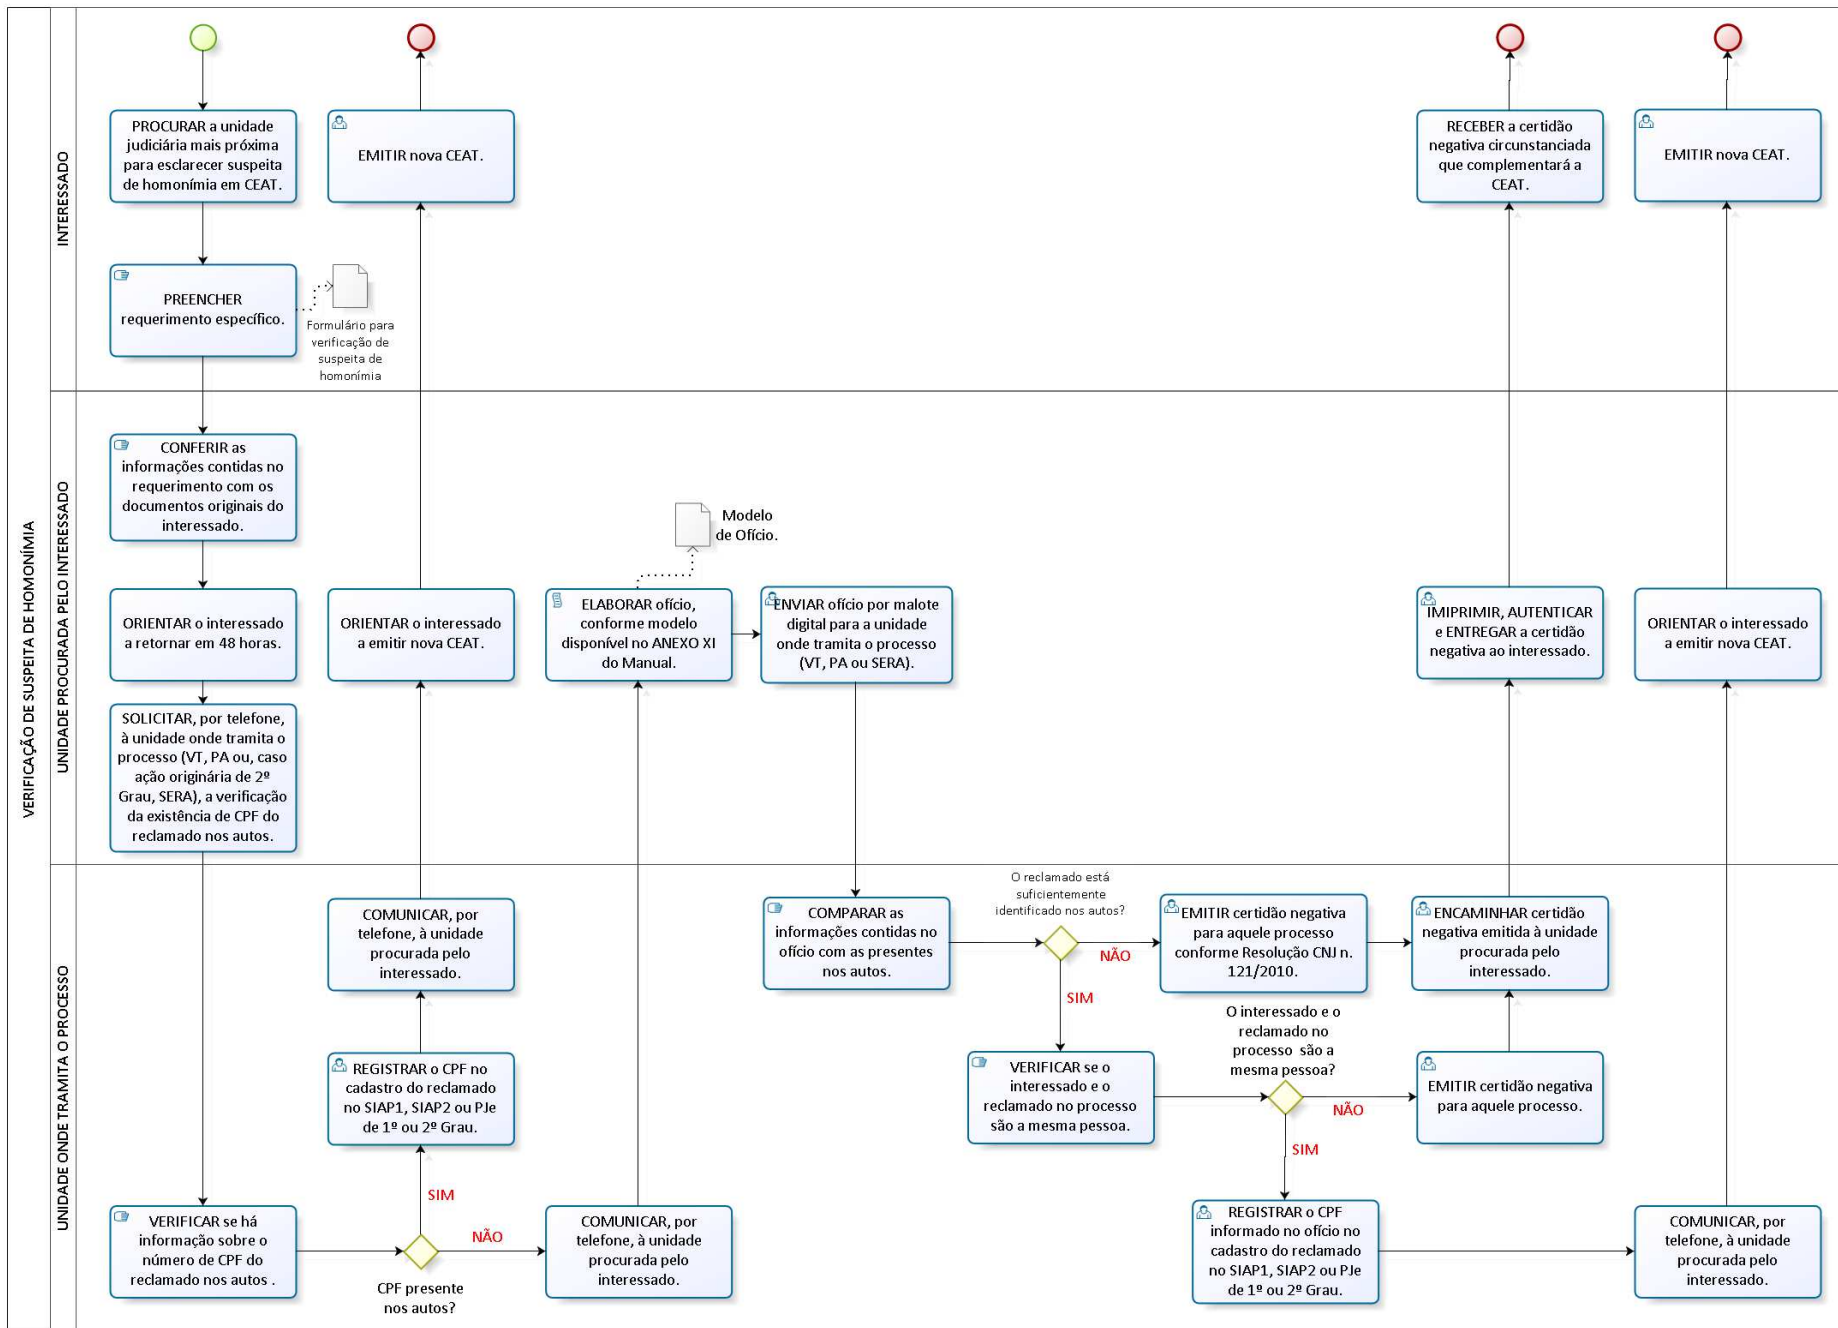 VERIFICAÇÃO DE SUSPEITA DE HOMONÍMIA
INTERESSADO
PROCURAR a unidade
judiciária mais próxima
para esclarecer suspeita
de homonímia em CEAT.
EMITIR nova CEAT.
RECEBER a certidão
negativa circunstanciada
que complementará a
CEAT.
EMITIR nova CEAT.
PREENCHER
requerimento específico.
Formulário para
verificação de
suspeita de
homonímia
UNIDADE PROCURADA PELO INTERESSADO
CONFERIR as
informações contidas no
requerimento com os
documentos originais do
interessado.
Modelo
de Ofício.
ORIENTAR o interessado
a retornar em 48 horas.
ORIENTAR o interessado
a emitir nova CEAT.
ELABORAR ofício,
conforme modelo
disponível no ANEXO XI
do Manual.
ENVIAR ofício por malote
digital para a unidade
onde tramita o processo
(VT, PA ou SERA).
IMIPRIMIR, AUTENTICAR
e ENTREGAR a certidão
negativa ao interessado.
ORIENTAR o interessado
a emitir nova CEAT.
SOLICITAR, por telefone,
à unidade onde tramita o
processo (VT, PA ou, caso
ação originária de 2º
Grau, SERA), a verificação
da existência de CPF do
reclamado nos autos.
UNIDADE ONDE TRAMITA O PROCESSO
COMUNICAR, por
telefone, à unidade
procurada pelo
interessado.
COMPARAR as
informações contidas no
ofício com as presentes
nos autos.
O reclamado está
suficientemente
identificado nos autos?
NÃO
SIM
EMITIR certidão negativa
para aquele processo
conforme Resolução CNJ n.
121/2010.
ENCAMINHAR certidão
negativa emitida à unidade
procurada pelo
interessado.
REGISTRAR o CPF no
cadastro do reclamado
no SIAP1, SIAP2 ou PJe
de 1º ou 2º Grau.
VERIFICAR se o
interessado e o
reclamado no processo
são a mesma pessoa.
O interessado e o
reclamado no
processo são a
mesma pessoa?
NÃO
SIM
EMITIR certidão negativa
para aquele processo.
VERIFICAR se há
informação sobre o
número de CPF do
reclamado nos autos .
SIM
NÃO
CPF presente
nos autos?
COMUNICAR, por
telefone, à unidade
procurada pelo
interessado.
REGISTRAR o CPF
informado no ofício no
cadastro do reclamado
no SIAP1, SIAP2 ou PJe
de 1º ou 2º Grau.
COMUNICAR, por
telefone, à unidade
procurada pelo
interessado.